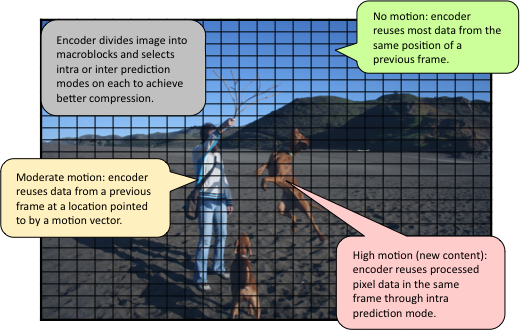 No motion: encoder
reuses most data from the
same position of a
previous frame.
Encoder divides image into
macroblocks and selects
intra or inter prediction
modes on each to achieve
better compression.
Moderate motion: encoder
reuses data from a previous
frame at a location pointed
to by a motion vector.
High motion (new content):
encoder reuses processed
pixel data in the same
frame through intra
prediction mode.